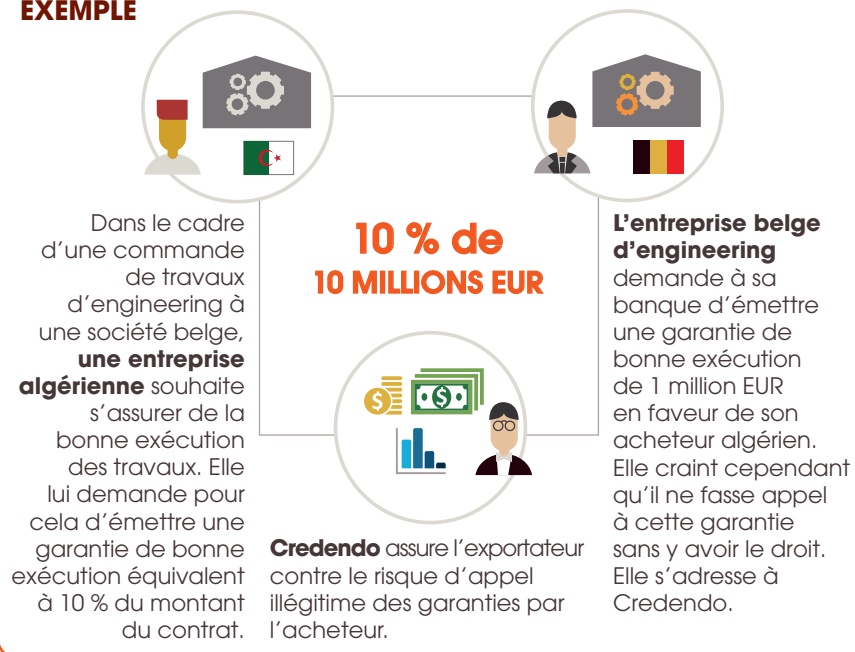 EXEMPLE
Dans le cadre
d’une commande
de travaux
d’engineering à
une société belge,
une entreprise
algérienne souhaite
s’assurer de la
bonne exécution
des travaux. Elle
lui demande pour
cela d’émettre une
garantie de bonne
exécution équivalent
à 10 % du montant
du contrat.
10 % de
10 MILLIONS EUR
Credendo assure l’exportateur
contre le risque d’appel
illégitime des garanties par
l’acheteur.
L’entreprise belge
d’engineering
demande à sa
banque d’émettre
une garantie de
bonne exécution
de 1 million EUR
en faveur de son
acheteur algérien.
Elle craint cependant
qu’il ne fasse appel
à cette garantie
sans y avoir le droit.
Elle s’adresse à
Credendo.